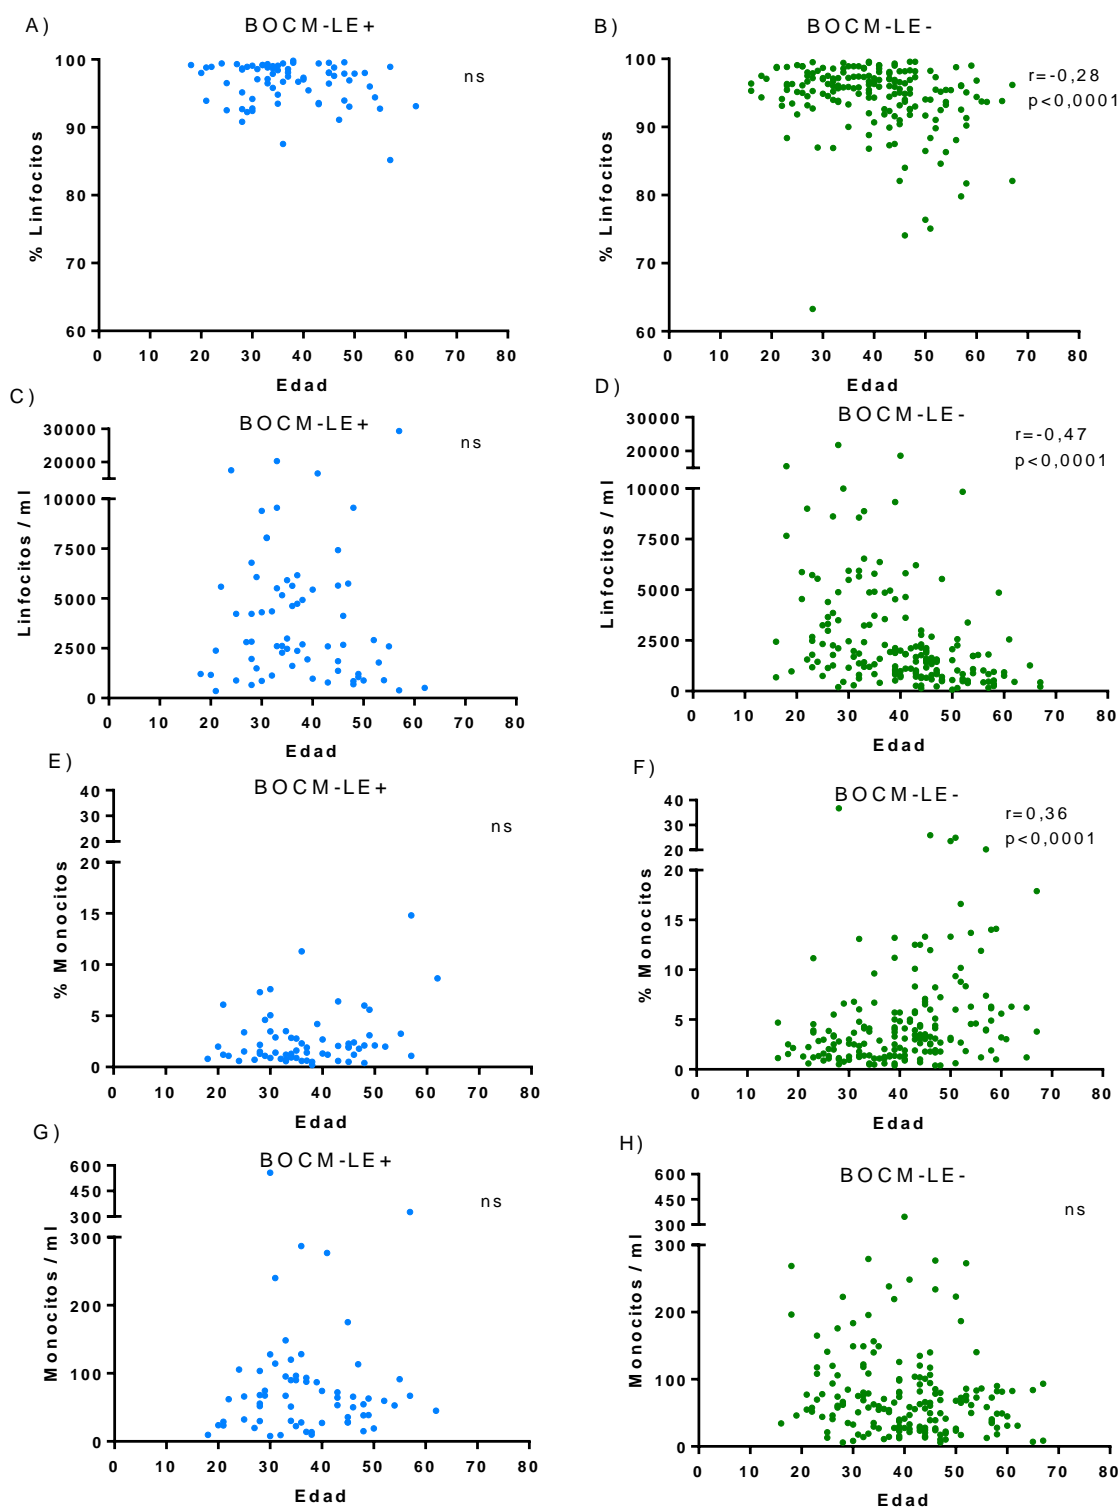 A)
BOCM-LE+
ns
% Linfocitos
100
90
80
70
60
0 10 20 30 40 50 60 70 80
Edad
B)
BOCM-LE-
r=-0,28
p<0,0001
% Linfocitos
100
90
80
70
60
0 10 20 30 40 50 60 70 80
Edad
C)
BOCM-LE+
ns
Linfocitos / ml
30000
20000
10000
7500
5000
2500
0
0 10 20 30 40 50 60 70 80
Edad
D)
BOCM-LE-
r=-0,47
p<0,0001
Linfocitos / ml
30000
20000
10000
7500
5000
2500
0
0 10 20 30 40 50 60 70 80
Edad
E)
BOCM-LE+
ns
% Monocitos
40
30
20
20
15
10
5
0
0 10 20 30 40 50 60 70 80
Edad
F)
BOCM-LE-
r=0,36
p<0,0001
% Monocitos
40
30
20
20
15
10
5
0
0 10 20 30 40 50 60 70 80
Edad
G)
BOCM-LE+
ns
Monocitos / ml
600
450
300
300
200
100
0
0 10 20 30 40 50 60 70 80
Edad
H)
BOCM-LE-
ns
Monocitos / ml
600
450
300
300
200
100
0
0 10 20 30 40 50 60 70 80
Edad